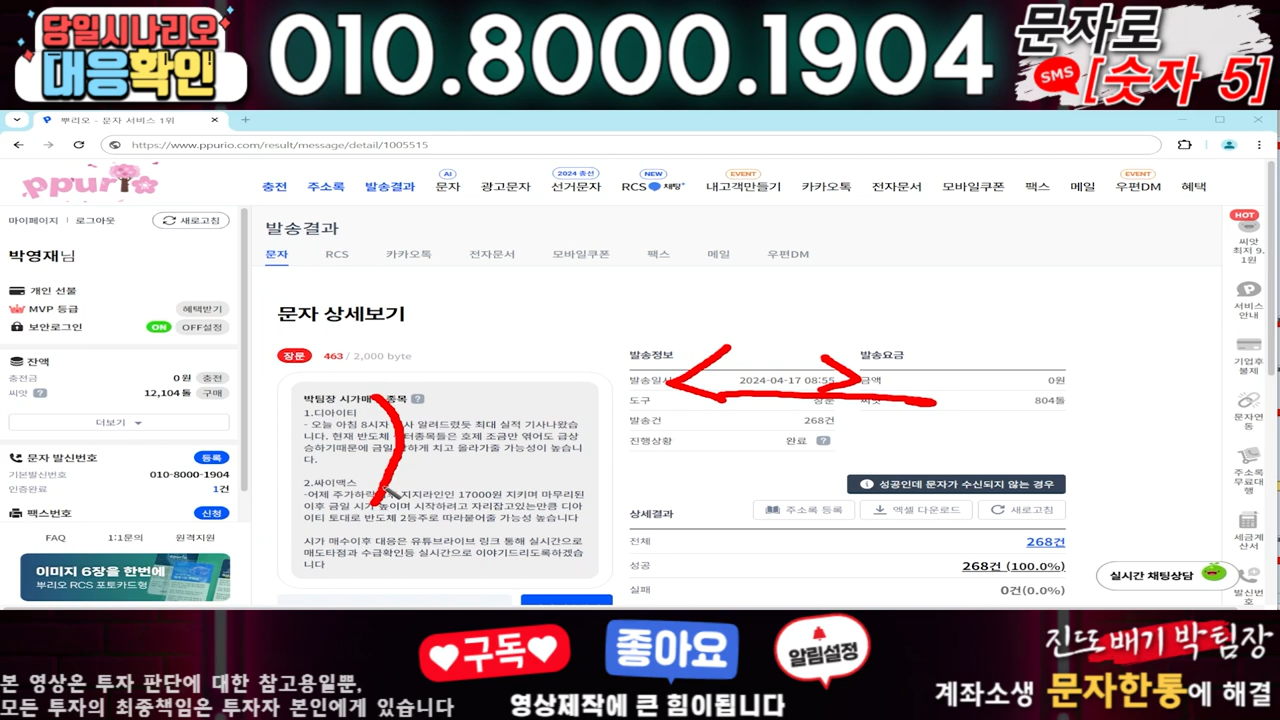 당일시나리오
대응확인
010.8000.1904
문자로
SMS
[숫자 5]
뿌리오 - 문자 서비스 1위
https://www.ppurio.com/result/message/detail/1005515
ppurio
충전
주소록
발송결과
AI
문자
광고문자
2024 총선
선거문자
NEW
RCS 채팅+
EVENT
내고객만들기
카카오톡
전자문서
모바일쿠폰
팩스
메일
EVENT
우편DM
혜택
마이페이지 | 로그아웃
새로고침
박영재님
개인 선불
MVP 등급
혜택받기
보안로그인
ON
OFF설정
잔액
충전금
0원
충전
씨앗 ?
12,104톨
구매
더보기
문자 발신번호
등록
기본발신번호
010-8000-1904
인증완료
1건
팩스번호
신청
FAQ
1:1문의
원격지원
이미지 6장을 한번에
뿌리오 RCS 포토카드형
발송결과
문자
RCS
카카오톡
전자문서
모바일쿠폰
팩스
메일
우편DM
문자 상세보기
장문
463 / 2,000 byte
박팀장 시가매 종목 ?
1.디아이티
- 오늘 아침 8시자 사 알려드렸듯 최대 실적 기사나왔습
니다. 현재 반도체 터종목들은 호제 조금만 엮어도 급상
승하기때문에 금일 하게 치고 올라가줄 가능성이 높습니
다.
2.싸이맥스
-어제 주가하락 지지라인인 17000원 지키며 마무리된
이후 금일 시가 높이며 시작하려고 자리잡고있는만큼 디아
이티 토대로 반도체 2등주로 따라붙어줄 가능성 높습니다
시가 매수이후 대응은 유튜브라이브 링크 통해 실시간으로
매도타점과 수급확인등 실시간으로 이야기드리도록하겠습
니다
발송정보
발송일시
2024-04-17 08:55
도구
장문
발송건
268건
진행상황
완료 ?
발송요금
금액
0원
씨앗
804톨
성공인데 문자가 수신되지 않는 경우
상세결과
주소록 등록
엑셀 다운로드
새로고침
전체
268건
성공
268건 (100.0%)
실패
0건(0.0%)
HOT
씨앗
최저 9.
1원
서비스
안내
기업후
불제
문자연
동
주소록
무료대
행
세금계
산서
발신번
호
실시간 채팅상담
구독
좋아요
알림설정
진또배기 박팀장
본 영상은 투자 판단에 대한 참고용일뿐,
모든 투자의 최종책임은 투자자 본인에게 있습니다
영상제작에 큰 힘이됩니다
계좌소생 문자한통에 해결